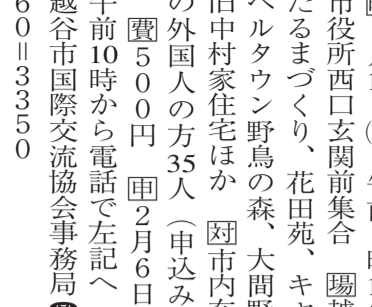 市役所西口玄関前集合 場越
だるまづくり、花田苑、キャ
ベルタウン野鳥の森、大間野
旧中村家住宅ほか 対市内在
の外国人の方35人（申込み
費500円 申2月6日
午前10時から電話で左記へ
越谷市国際交流協会事務局
60＝3350